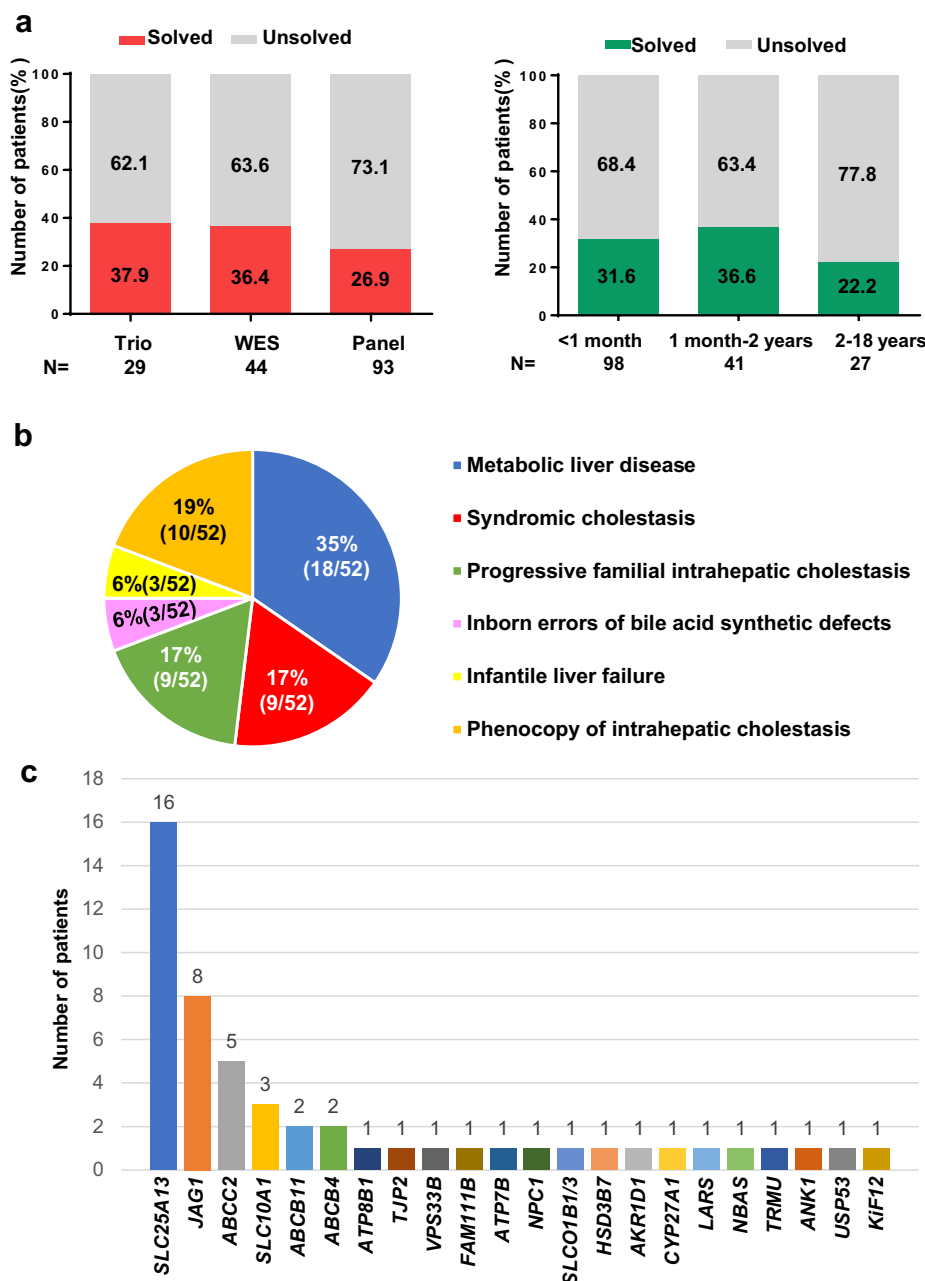 a
Solved Unsolved
Number of patients(%)
100
80
60
40
20
0
62.1 63.6 73.1
37.9 36.4 26.9
Trio WES Panel
N= 29 44 93
Solved Unsolved
Number of patients(%)
100
80
60
40
20
0
68.4 63.4 77.8
31.6 36.6 22.2
<1 month 1 month-2 years 2-18 years
N= 98 41 27
b
35%
(18/52)
17%
(9/52)
17%
(9/52)
6%(3/52)
6%(3/52)
19%
(10/52)
Metabolic liver disease
Syndromic cholestasis
Progressive familial intrahepatic cholestasis
Inborn errors of bile acid synthetic defects
Infantile liver failure
Phenocopy of intrahepatic cholestasis
c
Number of patients
18
16
14
12
10
8
6
4
2
0
16 8 5 3 2 2 1 1 1 1 1 1 1 1 1 1 1 1 1 1 1 1
SLC25A13
JAG1
ABCC2
SLC10A1
ABCB11
ABCB4
ATP8B1
TJP2
VPS33B
FAM111B
ATP7B
NPC1
SLCO1B1/3
HSD3B7
AKR1D1
CYP27A1
LARS
NBAS
TRMU
ANK1
USP53
KiF12